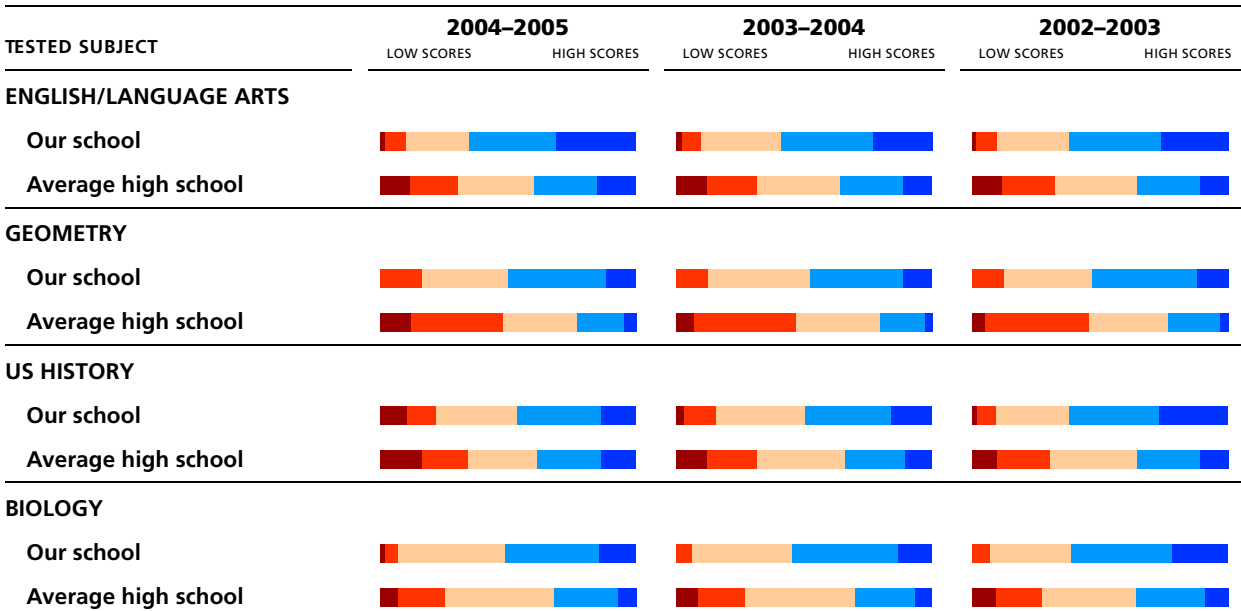 2004–2005 2003–2004 2002–2003
TESTED SUBJECT LOW SCORES HIGH SCORES LOW SCORES HIGH SCORES LOW SCORES HIGH SCORES
ENGLISH/LANGUAGE ARTS
Our school
Average high school
GEOMETRY
Our school
Average high school
US HISTORY
Our school
Average high school
BIOLOGY
Our school
Average high school